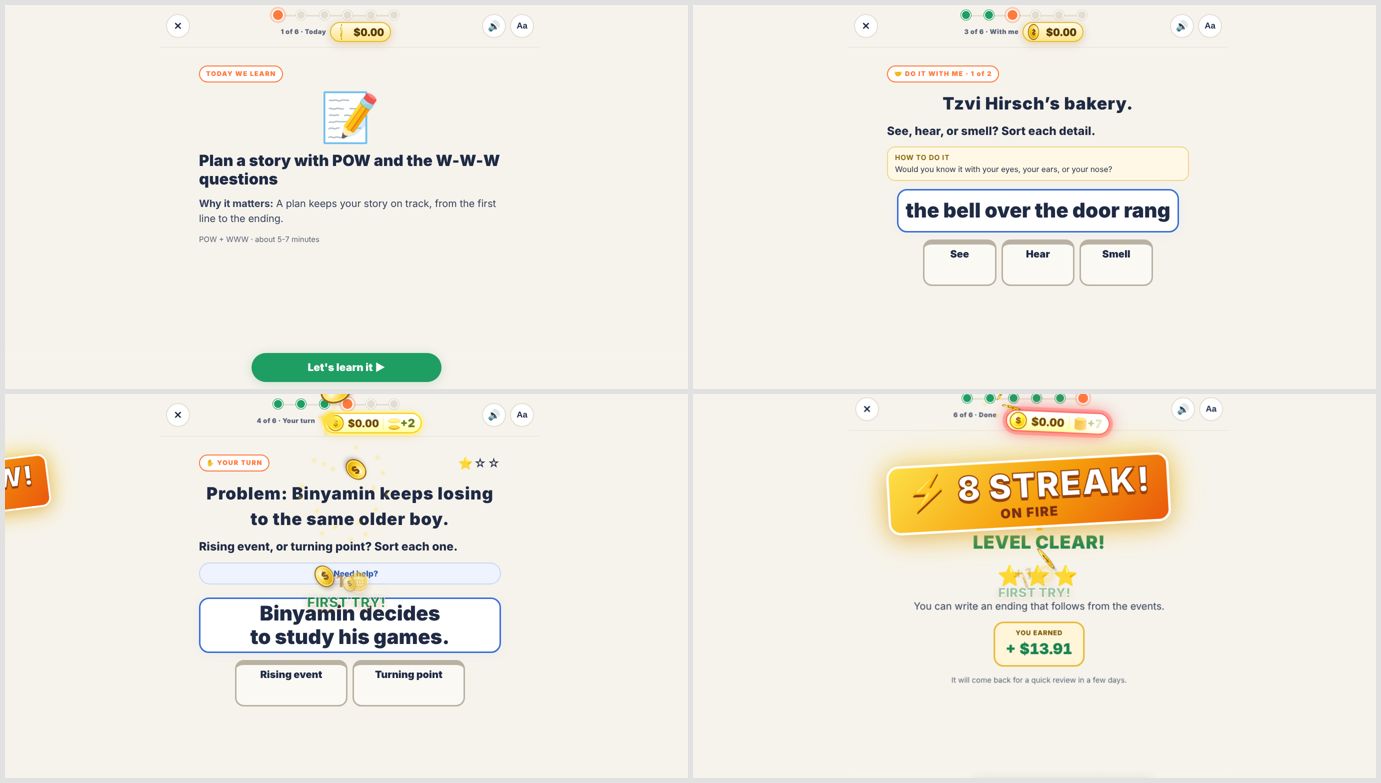 ✕
1 of 6 · Today
$0.00
Aa
TODAY WE LEARN
Plan a story with POW and the W-W-W
questions
Why it matters: A plan keeps your story on track, from the first
line to the ending.
POW + WWW · about 5-7 minutes
Let's learn it ▶
✕
3 of 6 · With me
$0.00
Aa
DO IT WITH ME · 1 of 2
Tzvi Hirsch’s bakery.
See, hear, or smell? Sort each detail.
HOW TO DO IT
Would you know it with your eyes, your ears, or your nose?
the bell over the door rang
See
Hear
Smell
✕
4 of 6 · Your turn
$0.00
+2
Aa
W!
YOUR TURN
Problem: Binyamin keeps losing
to the same older boy.
Rising event, or turning point? Sort each one.
Need help?
FIRST TRY!
Binyamin decides
to study his games.
Rising event
Turning point
✕
6 of 6 · Done
$0.00
+7
Aa
8 STREAK!
ON FIRE
LEVEL CLEAR!
FIRST TRY!
You can write an ending that follows from the events.
YOU EARNED
+ $13.91
It will come back for a quick review in a few days.